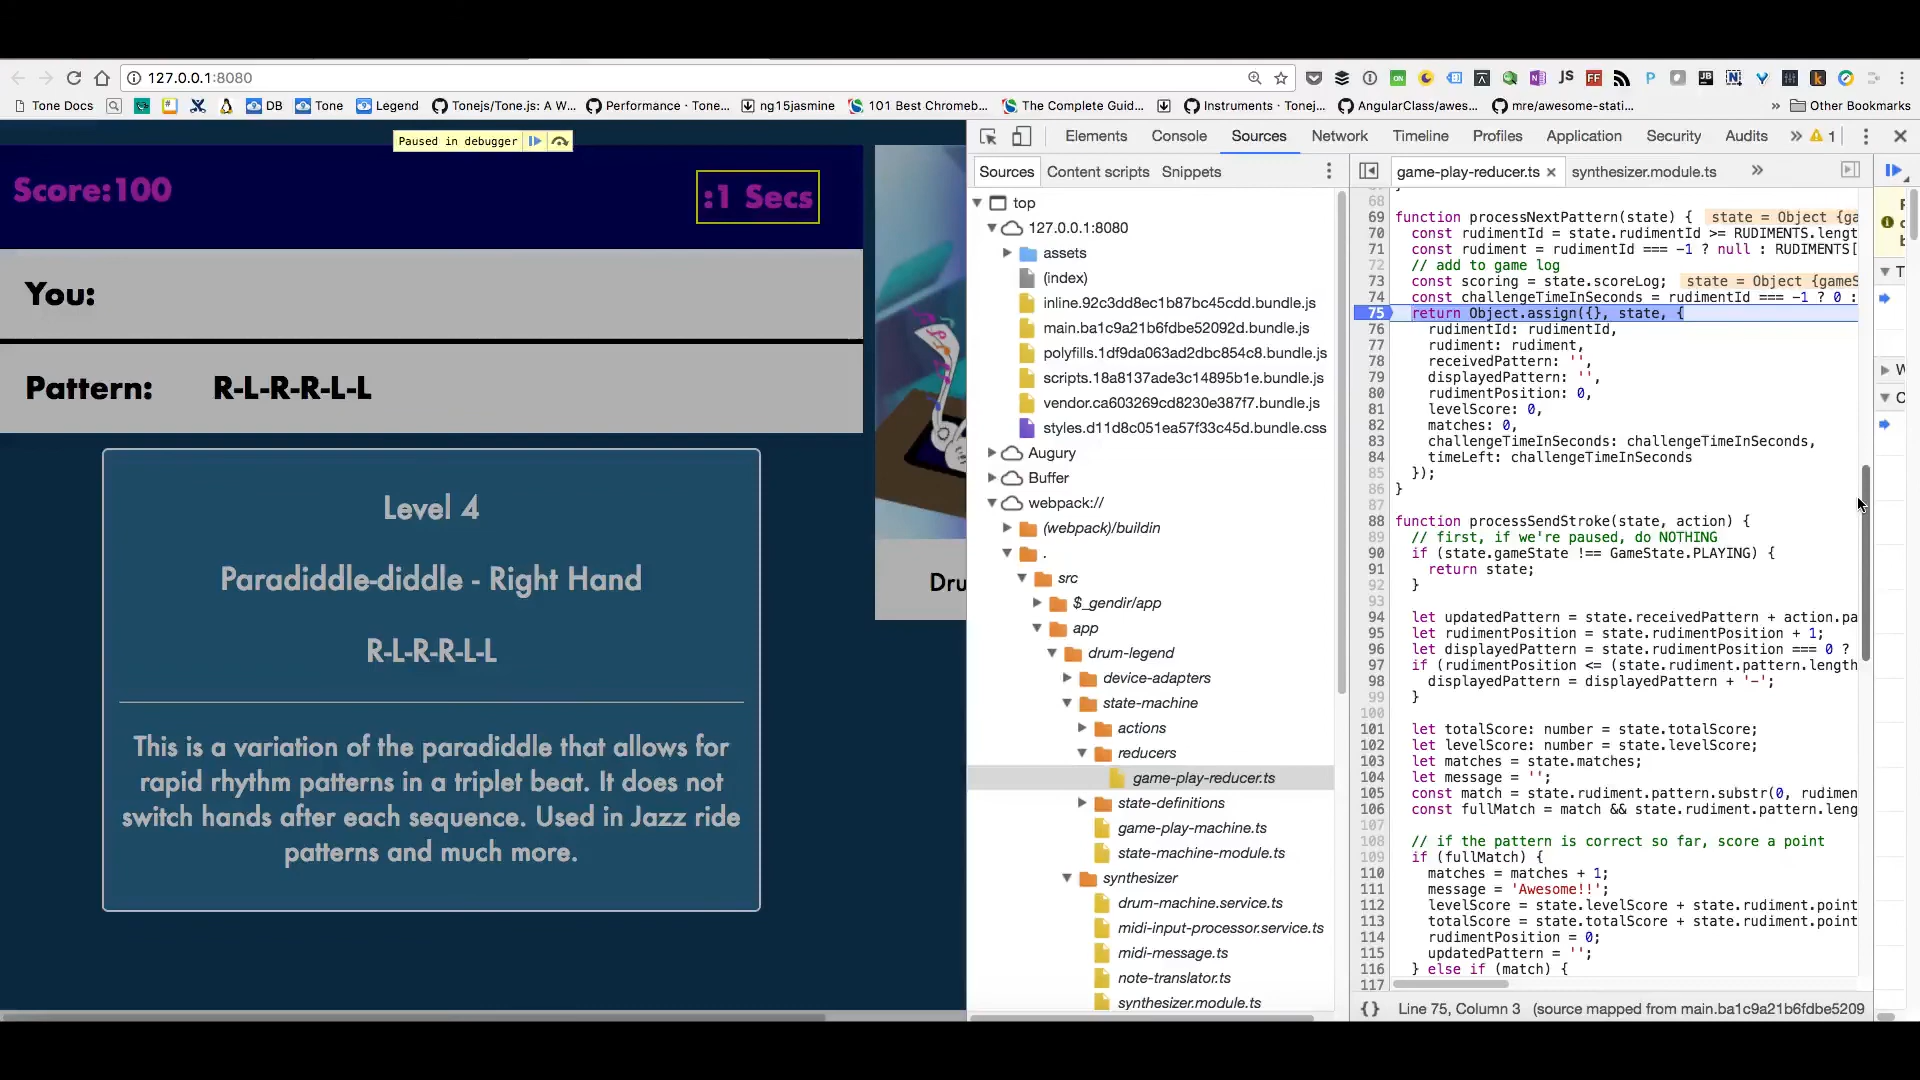 127.0.0.1:8080
Tone Docs
DB
Tone
Legend
Tonejs/Tone.js: A W...
Performance · Tone...
ng15jasmine
101 Best Chromeb...
The Complete Guid...
Instruments · Tonej...
AngularClass/awes...
mre/awesome-stati...
»
Other Bookmarks
Paused in debugger
Score:100
:1 Secs
You:
Pattern: R-L-R-R-L-L
Level 4
Paradiddle-diddle - Right Hand
R-L-R-R-L-L
This is a variation of the paradiddle that allows for
rapid rhythm patterns in a triplet beat. It does not
switch hands after each sequence. Used in Jazz ride
patterns and much more.
Dru
Elements Console Sources Network Timeline Profiles Application Security Audits » 1
Sources Content scripts Snippets
top
127.0.0.1:8080
assets
(index)
inline.92c3dd8ec1b87bc45cdd.bundle.js
main.ba1c9a21b6fdbe52092d.bundle.js
polyfills.1df9da063ad2dbc854c8.bundle.js
scripts.18a8137ade3c14895b1e.bundle.js
vendor.ca603269cd8230e387f7.bundle.js
styles.d11d8c051ea57f33c45d.bundle.css
Augury
Buffer
webpack://
(webpack)/buildin
.
src
$_gendir/app
app
drum-legend
device-adapters
state-machine
actions
reducers
game-play-reducer.ts
state-definitions
game-play-machine.ts
state-machine-module.ts
synthesizer
drum-machine.service.ts
midi-input-processor.service.ts
midi-message.ts
note-translator.ts
synthesizer.module.ts
game-play-reducer.ts × synthesizer.module.ts »
68
69 function processNextPattern(state) { state = Object {ga
70 const rudimentId = state.rudimentId >= RUDIMENTS.lengt
71 const rudiment = rudimentId === -1 ? null : RUDIMENTS[
72 // add to game log
73 const scoring = state.scoreLog; state = Object {gameS
74 const challengeTimeInSeconds = rudimentId === -1 ? 0 :
75 return Object.assign({}, state, {
76 rudimentId: rudimentId,
77 rudiment: rudiment,
78 receivedPattern: '',
79 displayedPattern: '',
80 rudimentPosition: 0,
81 levelScore: 0,
82 matches: 0,
83 challengeTimeInSeconds: challengeTimeInSeconds,
84 timeLeft: challengeTimeInSeconds
85 });
86 }
87
88 function processSendStroke(state, action) {
89 // first, if we're paused, do NOTHING
90 if (state.gameState !== GameState.PLAYING) {
91 return state;
92 }
93
94 let updatedPattern = state.receivedPattern + action.pa
95 let rudimentPosition = state.rudimentPosition + 1;
96 let displayedPattern = state.rudimentPosition === 0 ?
97 if (rudimentPosition <= (state.rudiment.pattern.length
98 displayedPattern = displayedPattern + '-';
99 }
100
101 let totalScore: number = state.totalScore;
102 let levelScore: number = state.levelScore;
103 let matches = state.matches;
104 let message = '';
105 const match = state.rudiment.pattern.substr(0, rudimen
106 const fullMatch = match && state.rudiment.pattern.leng
107
108 // if the pattern is correct so far, score a point
109 if (fullMatch) {
110 matches = matches + 1;
111 message = 'Awesome!!';
112 levelScore = state.levelScore + state.rudiment.point
113 totalScore = state.totalScore + state.rudiment.point
114 rudimentPosition = 0;
115 updatedPattern = '';
116 } else if (match) {
117
{} Line 75, Column 3 (source mapped from main.ba1c9a21b6fdbe5209